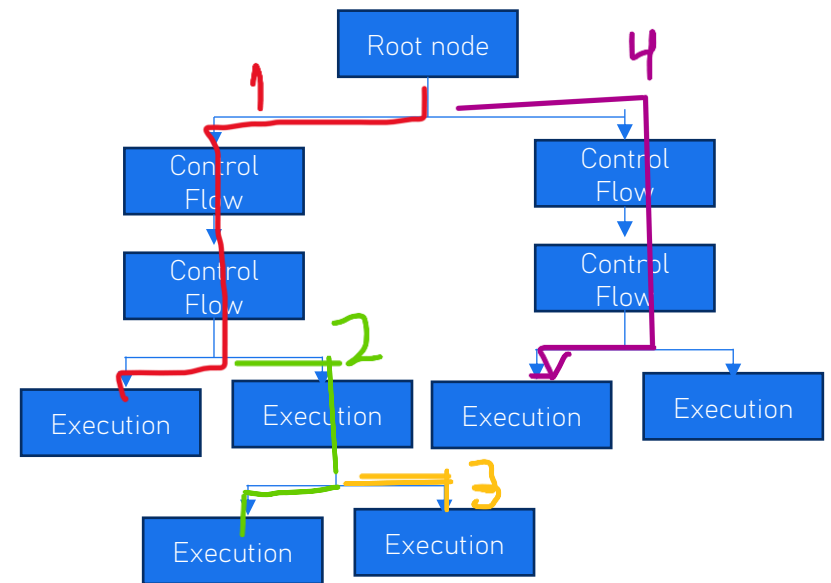 Root node
1
4
Control
Flow
Control
Flow
Control
Flow
Control
Flow
2
Execution
Execution
Execution
Execution
3
Execution
Execution